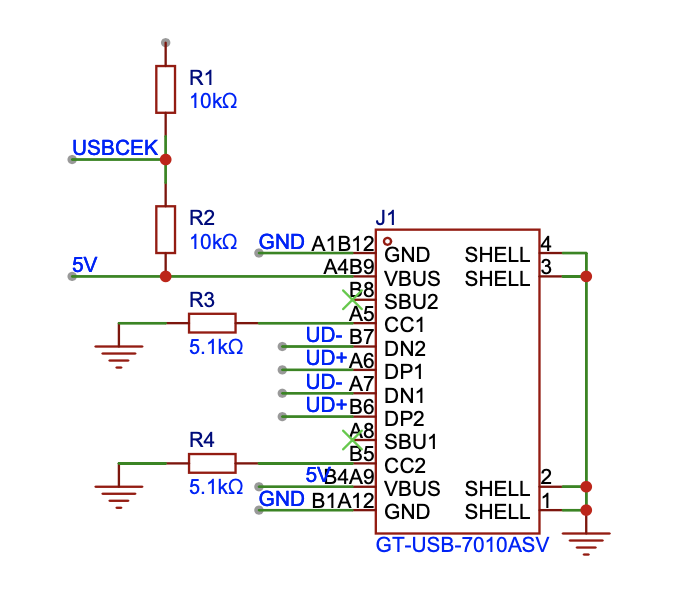 R1
10kΩ
USBCEK
R2
10kΩ
J1
GND A1B12 GND SHELL 4
5V A4B9 VBUS SHELL 3
B8 SBU2
R3 A5 CC1
5.1kΩ
UD- B7 DN2
UD+ A6 DP1
UD- A7 DN1
UD+ B6 DP2
A8 SBU1
R4 B5 CC2
5.1kΩ
5V B4A9 VBUS SHELL 2
GND B1A12 GND SHELL 1
GT-USB-7010ASV